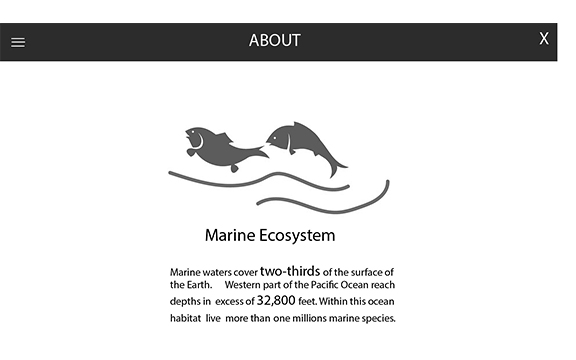 ABOUT
X
Marine Ecosystem
Marine waters cover two-thirds of the surface of
the Earth. Western part of the Pacific Ocean reach
depths in excess of 32,800 feet. Within this ocean
habitat live more than one millions marine species.